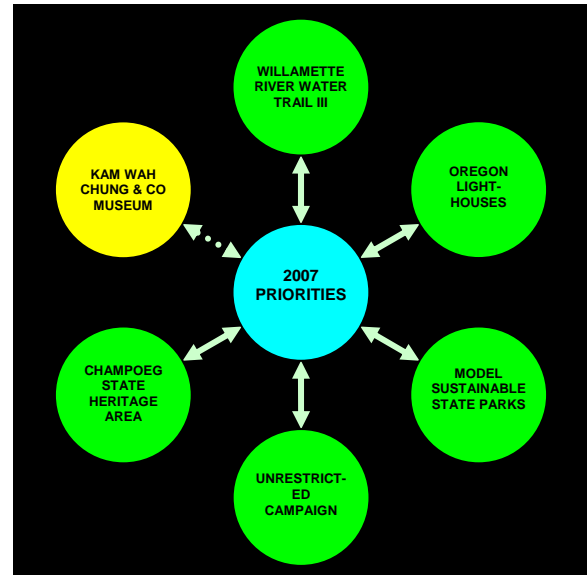 WILLAMETTE
RIVER WATER
TRAIL III
KAM WAH
CHUNG & CO
MUSEUM
OREGON
LIGHT-
HOUSES
2007
PRIORITIES
CHAMPOEG
STATE
HERITAGE
AREA
MODEL
SUSTAINABLE
STATE PARKS
UNRESTRICT-
ED
CAMPAIGN